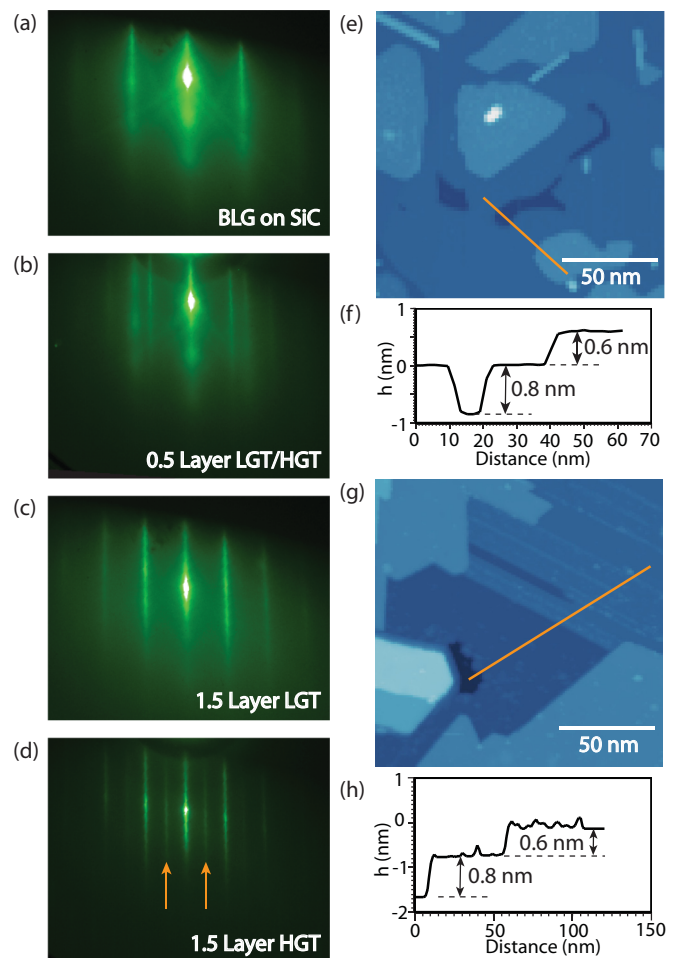 (a)
BLG on SiC
(b)
0.5 Layer LGT/HGT
(c)
1.5 Layer LGT
(d)
1.5 Layer HGT
(e)
50 nm
(f)
h (nm)
1
0
-1
0.6 nm
0.8 nm
0 10 20 30 40 50 60 70
Distance (nm)
(g)
50 nm
(h)
h (nm)
1
0
-1
-2
0.6 nm
0.8 nm
0 50 100 150
Distance (nm)